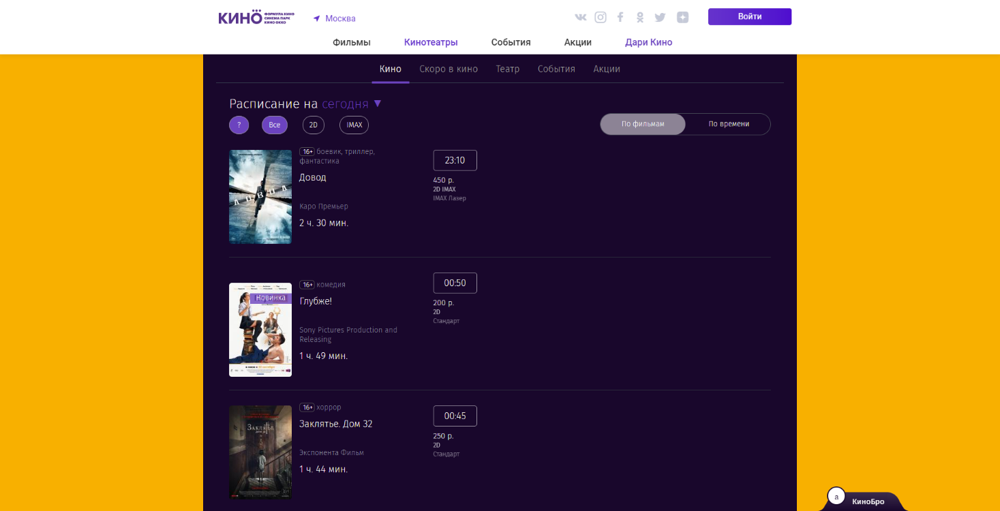 КИНО ФОРМУЛА КИНО
СИНЕМА ПАРК
КИНО ОККО
Москва
Войти
Фильмы Кинотеатры События Акции Дари Кино
Кино Скоро в кино Театр События Акции
Расписание на сегодня
? Все 2D IMAX
По фильмам По времени
16+ боевик, триллер,
фантастика
Довод
Каро Премьер
2 ч. 30 мин.
23:10
450 р.
2D IMAX
IMAX Лазер
ДОВОД
16+ комедия
Глубже!
Sony Pictures Production and
Releasing
1 ч. 49 мин.
00:50
200 р.
2D
Стандарт
Новинка
16+ хоррор
Заклятье. Дом 32
Экспонента Фильм
1 ч. 44 мин.
00:45
250 р.
2D
Стандарт
ЗАКЛЯТЬЕ
ДОМ 32
a КиноБро